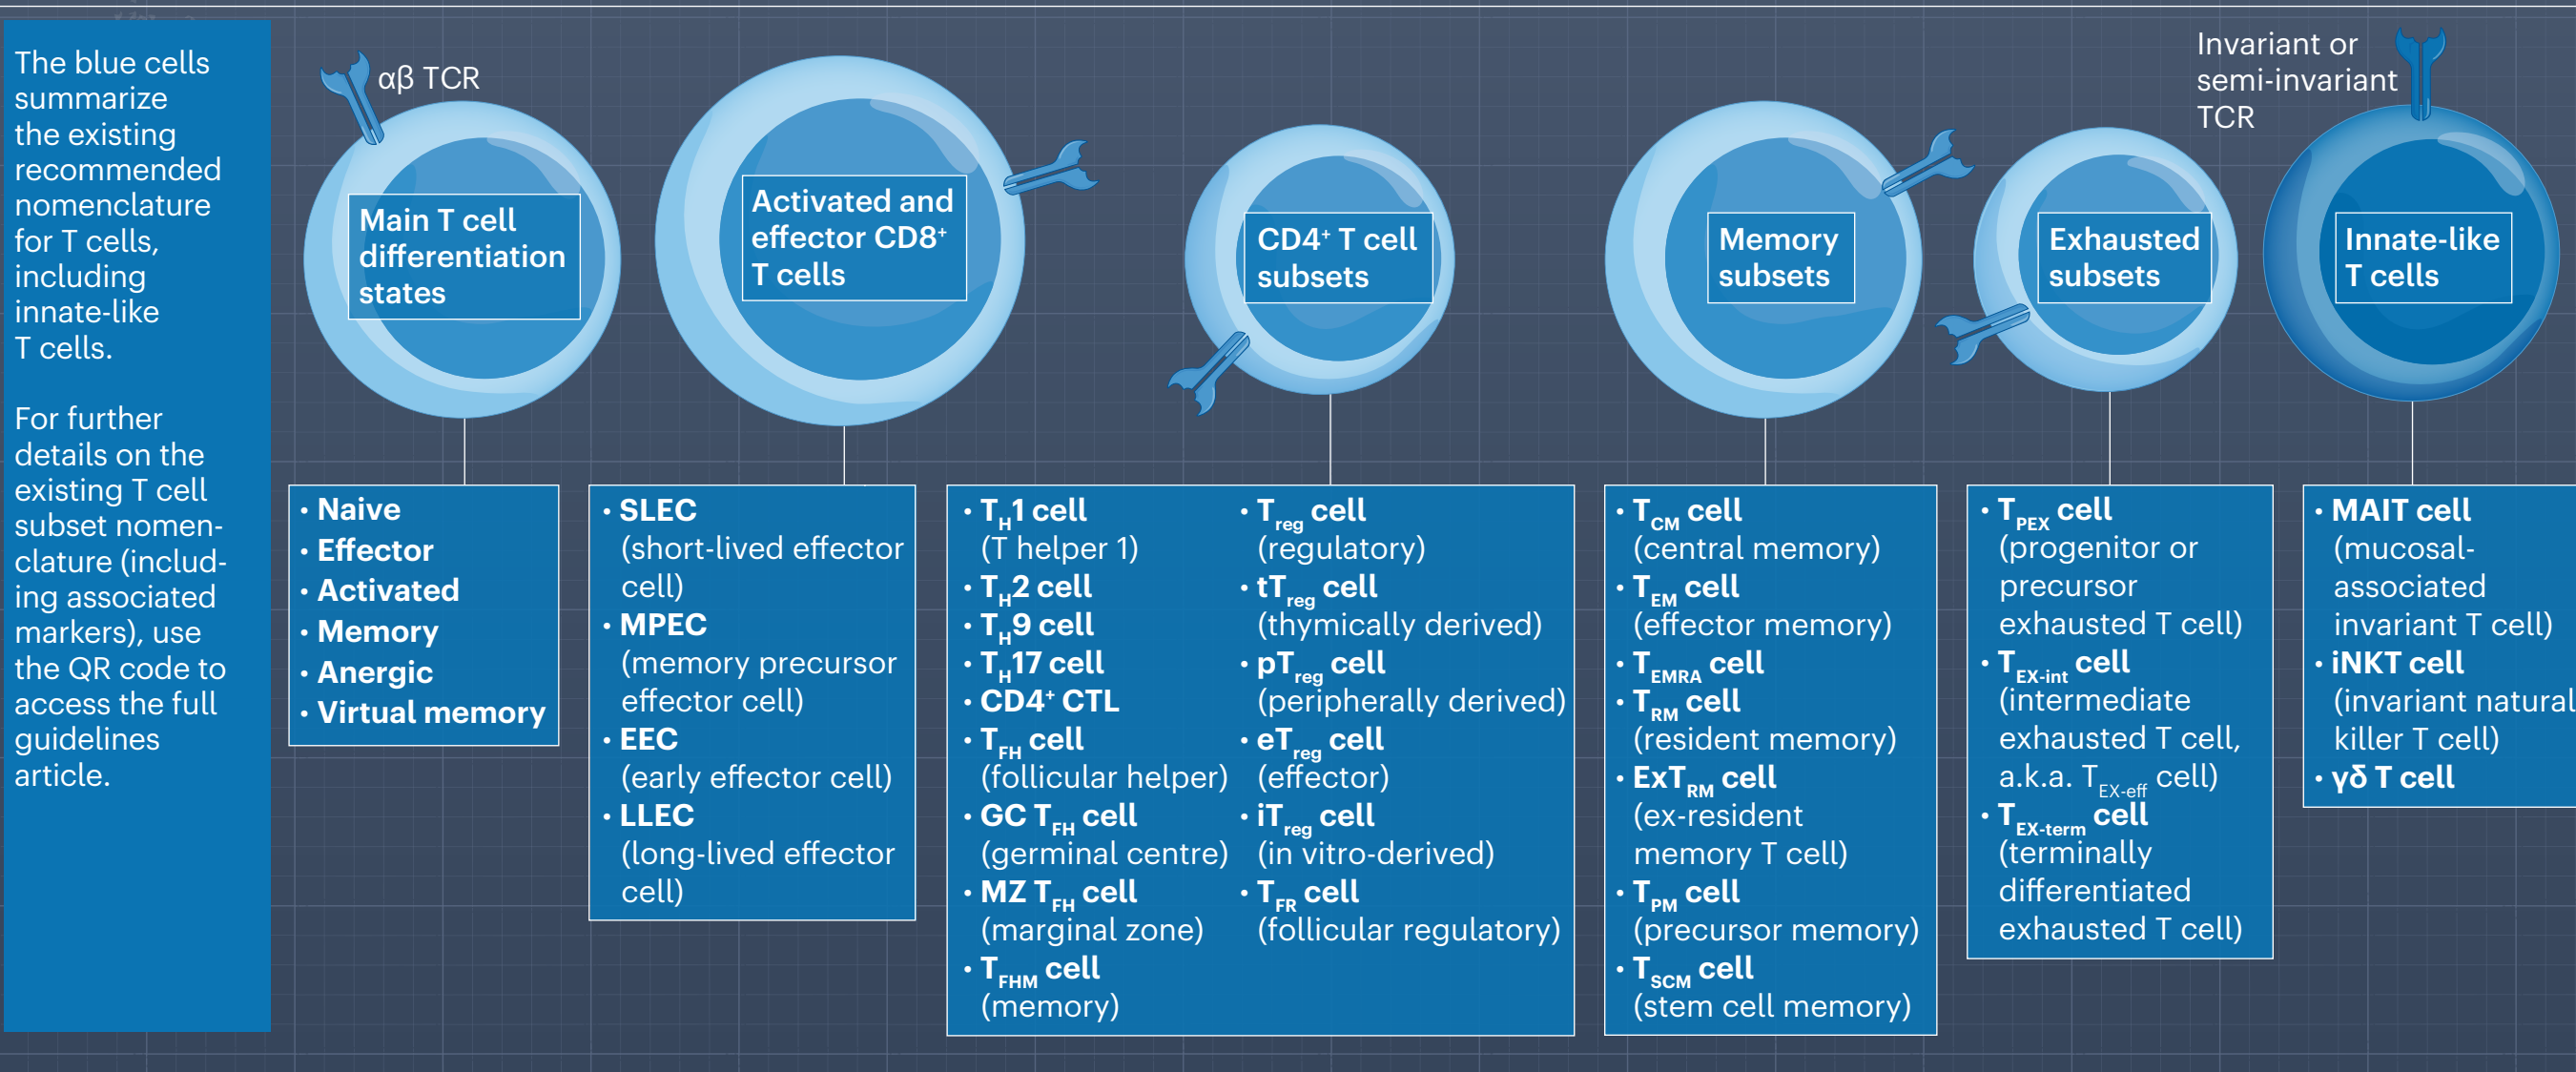 The blue cells
summarize
the existing
recommended
nomenclature
for T cells,
including
innate-like
T cells.
For further
details on the
existing T cell
subset nomen-
clature (includ-
ing associated
markers), use
the QR code to
access the full
guidelines
article.
αβ TCR
Main T cell
differentiation
states
• Naive
• Effector
• Activated
• Memory
• Anergic
• Virtual memory
Activated and
effector CD8⁺
T cells
• SLEC
(short-lived effector
cell)
• MPEC
(memory precursor
effector cell)
• EEC
(early effector cell)
• LLEC
(long-lived effector
cell)
CD4⁺ T cell
subsets
• TH1 cell
(T helper 1)
• TH2 cell
• TH9 cell
• TH17 cell
• CD4⁺ CTL
• TFH cell
(follicular helper)
• GC TFH cell
(germinal centre)
• MZ TFH cell
(marginal zone)
• TFHM cell
(memory)
• Treg cell
(regulatory)
• tTreg cell
(thymically derived)
• pTreg cell
(peripherally derived)
• eTreg cell
(effector)
• iTreg cell
(in vitro-derived)
• TFR cell
(follicular regulatory)
Memory
subsets
• TCM cell
(central memory)
• TEM cell
(effector memory)
• TEMRA cell
• TRM cell
(resident memory)
• ExTRM cell
(ex-resident
memory T cell)
• TPM cell
(precursor memory)
• TSCM cell
(stem cell memory)
Exhausted
subsets
• TPEX cell
(progenitor or
precursor
exhausted T cell)
• TEX-int cell
(intermediate
exhausted T cell,
a.k.a. TEX-eff cell)
• TEX-term cell
(terminally
differentiated
exhausted T cell)
Invariant or
semi-invariant
TCR
Innate-like
T cells
• MAIT cell
(mucosal-
associated
invariant T cell)
• iNKT cell
(invariant natural
killer T cell)
• γδ T cell